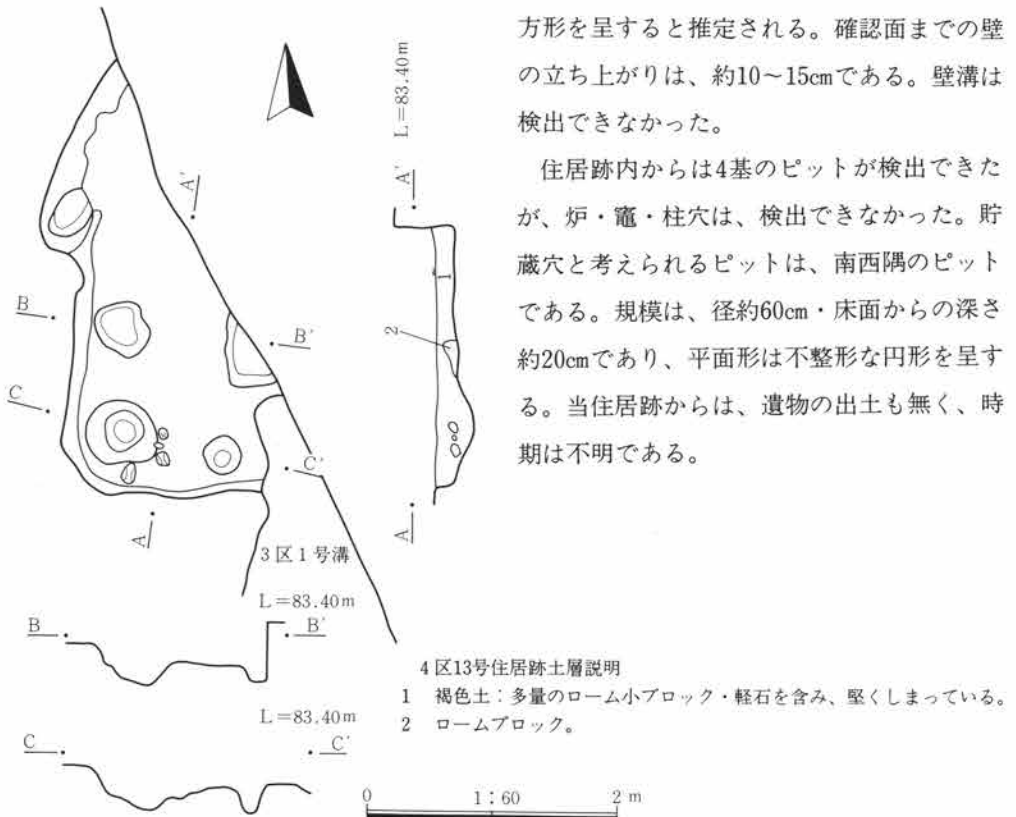 方形を呈すると推定される。確認面までの壁
の立ち上がりは、約10~15cmである。壁溝は
検出できなかった。
住居跡内からは4基のピットが検出できた
が、炉・竈・柱穴は、検出できなかった。貯
蔵穴と考えられるピットは、南西隅のピット
である。規模は、径約60cm・床面からの深さ
約20cmであり、平面形は不整形な円形を呈す
る。当住居跡からは、遺物の出土も無く、時
期は不明である。
L=83.40m
A'
A'
1
B
B'
2
C
C'
A
A
3区1号溝
L=83.40m
B
B'
L=83.40m
C
C'
4区13号住居跡土層説明
1 褐色土:多量のローム小ブロック・軽石を含み、堅くしまっている。
2 ロームブロック。
0 1:60 2 m